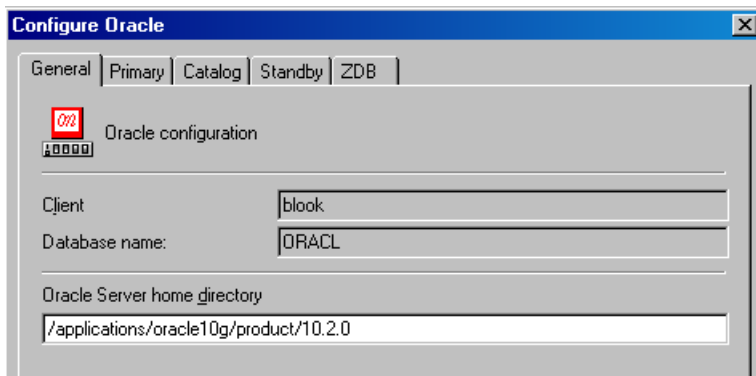 Configure Oracle
General Primary Catalog Standby ZDB
Oracle configuration
Client blook
Database name: ORACL
Oracle Server home directory
/applications/oracle10g/product/10.2.0